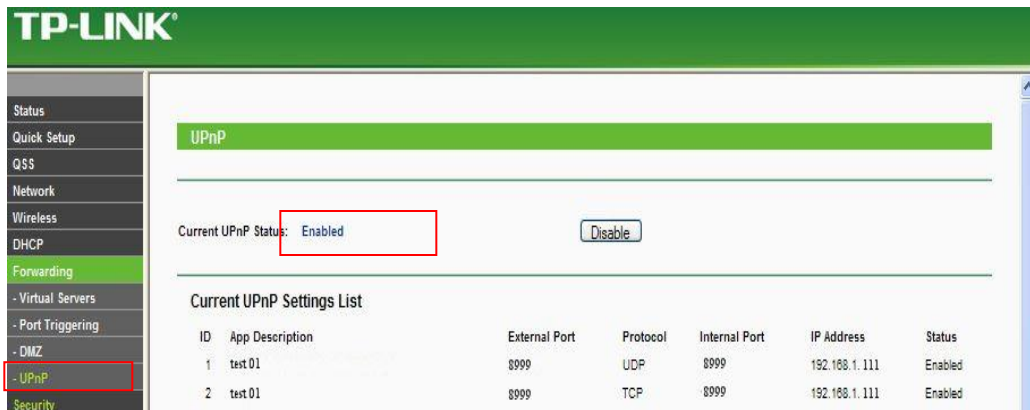 TP-LINK®
Status
Quick Setup
QSS
Network
Wireless
DHCP
Forwarding
- Virtual Servers
- Port Triggering
- DMZ
- UPnP
Security
UPnP
Current UPnP Status: Enabled Disable
Current UPnP Settings List
ID App Description External Port Protocol Internal Port IP Address Status
1 test 01 8999 UDP 8999 192.168.1.111 Enabled
2 test 01 8999 TCP 8999 192.168.1.111 Enabled